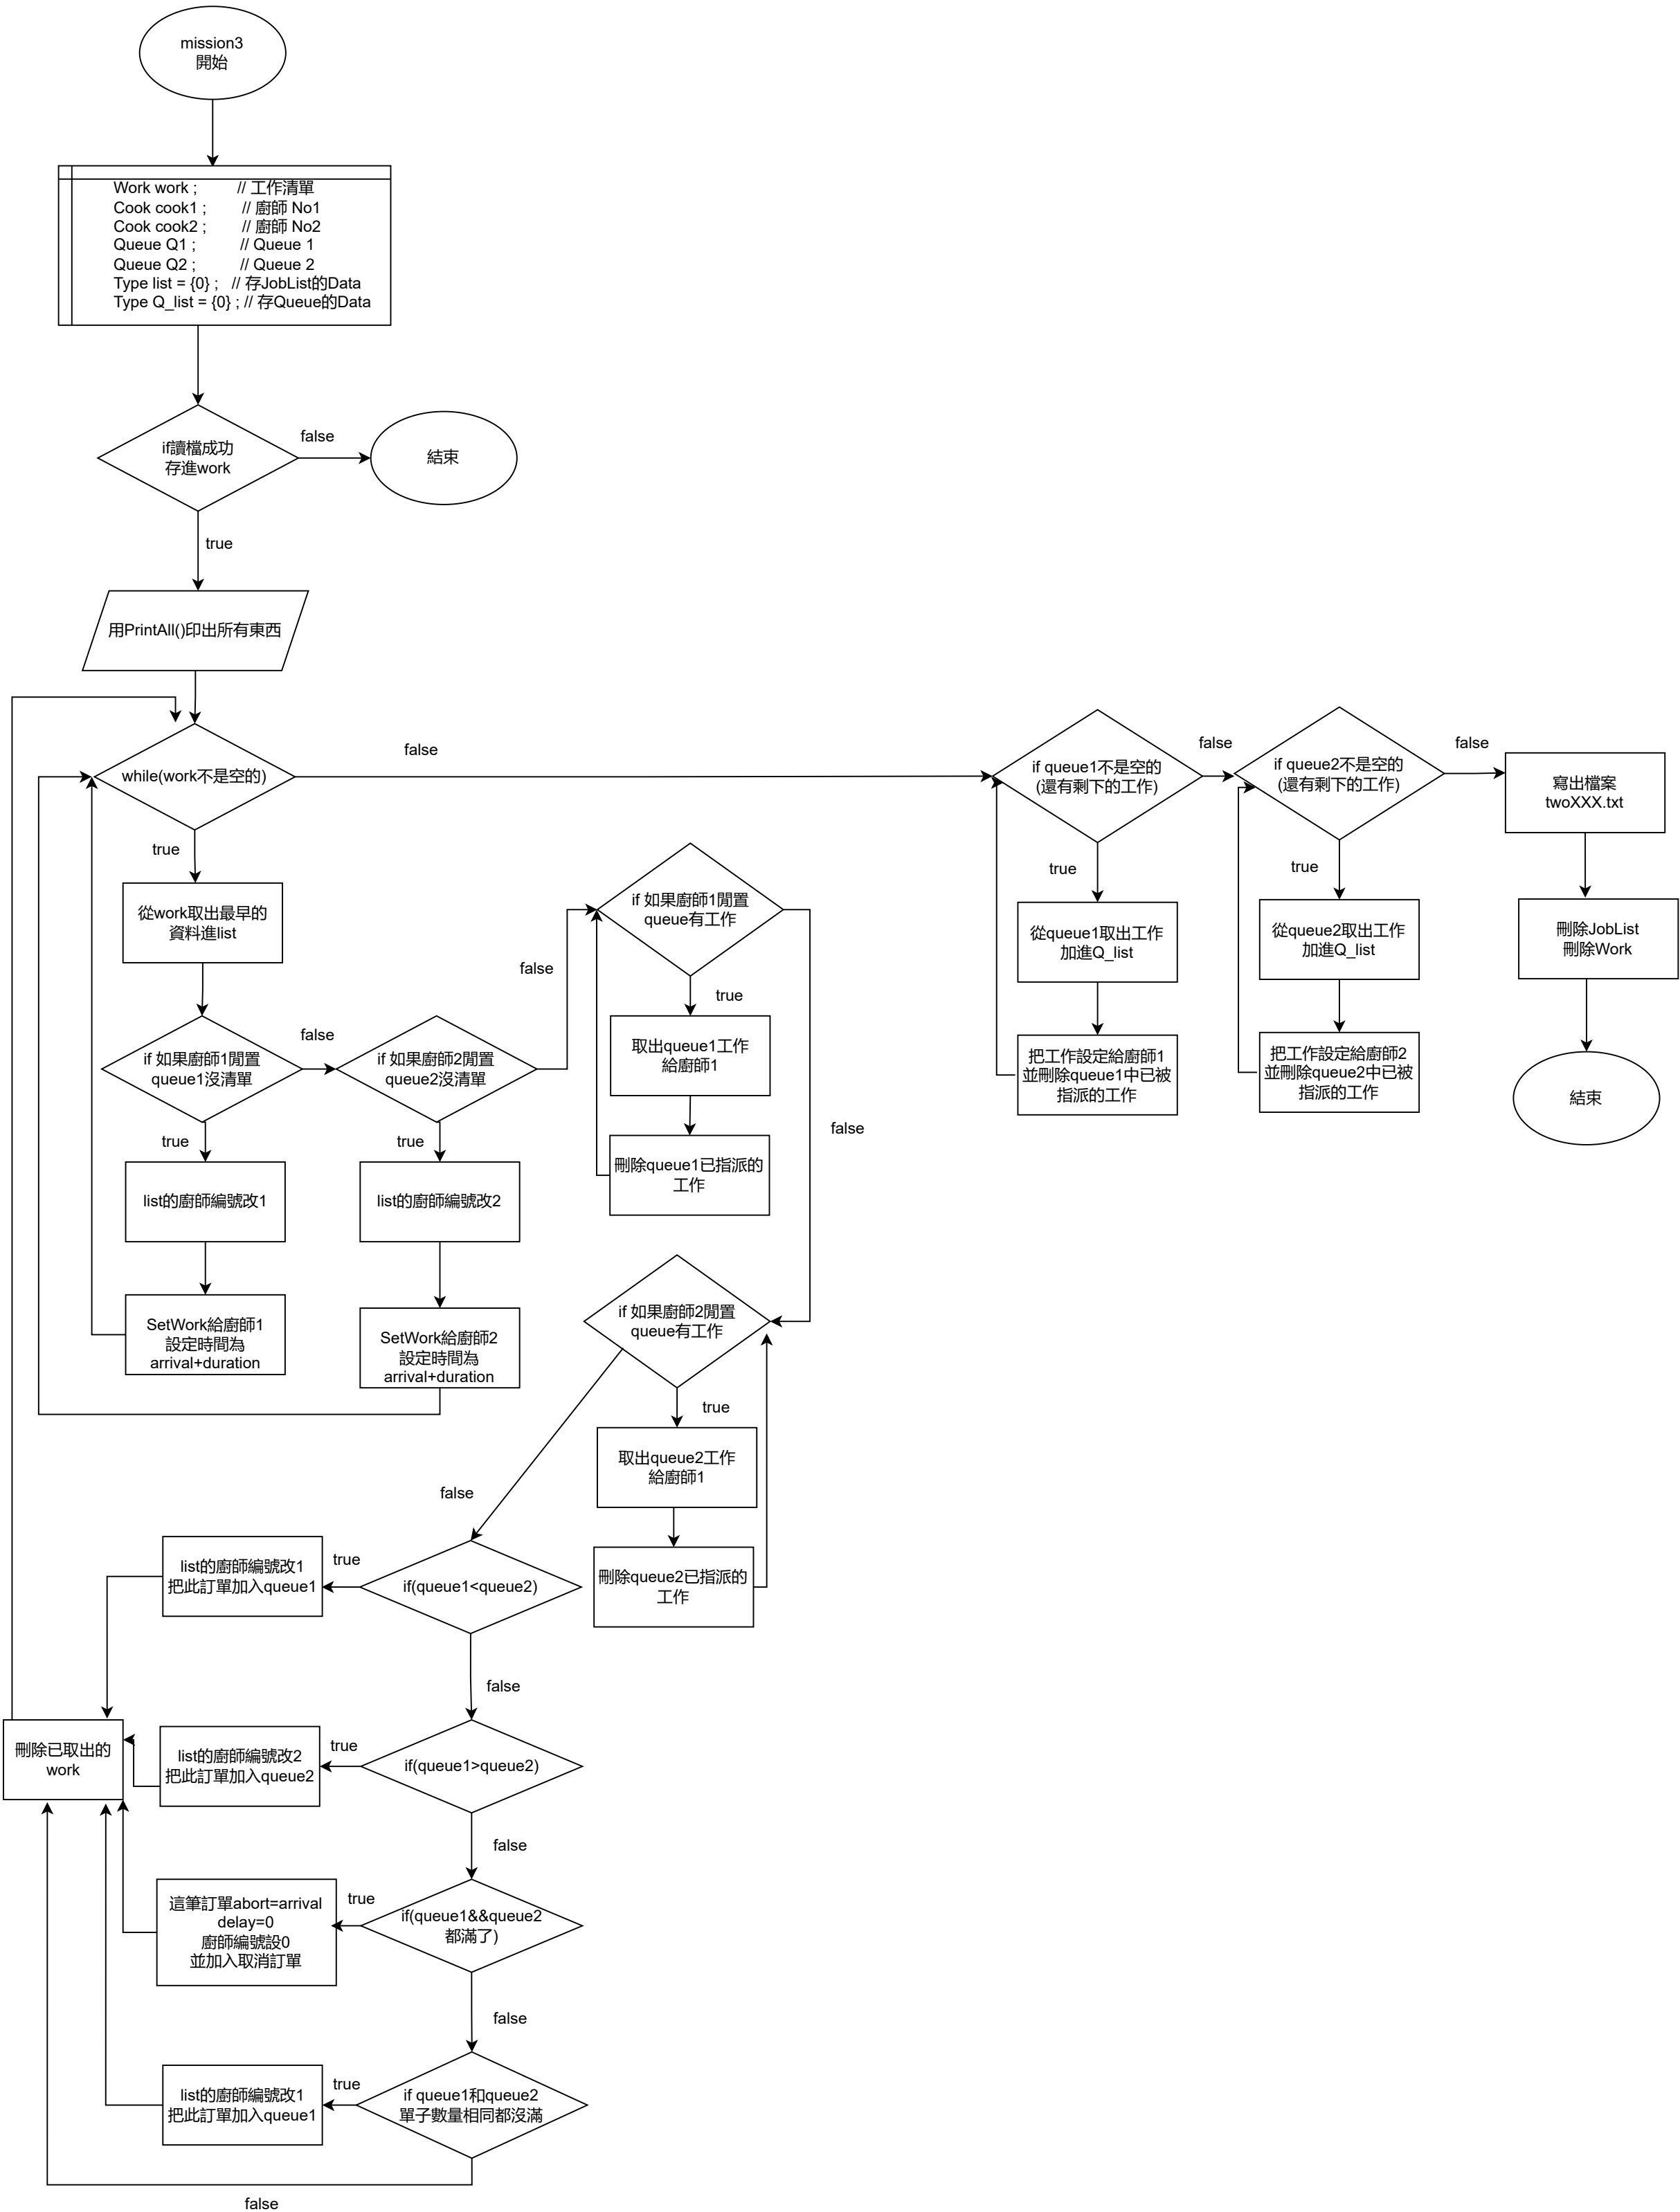 mission3
開始
Work work ; // 工作清單
Cook cook1 ; // 廚師 No1
Cook cook2 ; // 廚師 No2
Queue Q1 ; // Queue 1
Queue Q2 ; // Queue 2
Type list = {0} ; // 存JobList的Data
Type Q_list = {0} ; // 存Queue的Data
if讀檔成功
存進work
false
結束
true
用PrintAll()印出所有東西
while(work不是空的)
false
true
從work取出最早的
資料進list
if 如果廚師1閒置
queue1沒清單
false
true
list的廚師編號改1
SetWork給廚師1
設定時間為
arrival+duration
if 如果廚師2閒置
queue2沒清單
false
true
list的廚師編號改2
SetWork給廚師2
設定時間為
arrival+duration
if 如果廚師1閒置
queue有工作
true
false
取出queue1工作
給廚師1
刪除queue1已指派的
工作
if 如果廚師2閒置
queue有工作
true
false
取出queue2工作
給廚師1
刪除queue2已指派的
工作
if(queue1<queue2)
true
list的廚師編號改1
把此訂單加入queue1
false
if(queue1>queue2)
true
list的廚師編號改2
把此訂單加入queue2
刪除已取出的
work
false
if(queue1&&queue2
都滿了)
true
這筆訂單abort=arrival
delay=0
廚師編號設0
並加入取消訂單
false
if queue1和queue2
單子數量相同都沒滿
true
list的廚師編號改1
把此訂單加入queue1
false
if queue1不是空的
(還有剩下的工作)
false
true
從queue1取出工作
加進Q_list
把工作設定給廚師1
並刪除queue1中已被
指派的工作
if queue2不是空的
(還有剩下的工作)
false
true
從queue2取出工作
加進Q_list
把工作設定給廚師2
並刪除queue2中已被
指派的工作
寫出檔案
twoXXX.txt
刪除JobList
刪除Work
結束